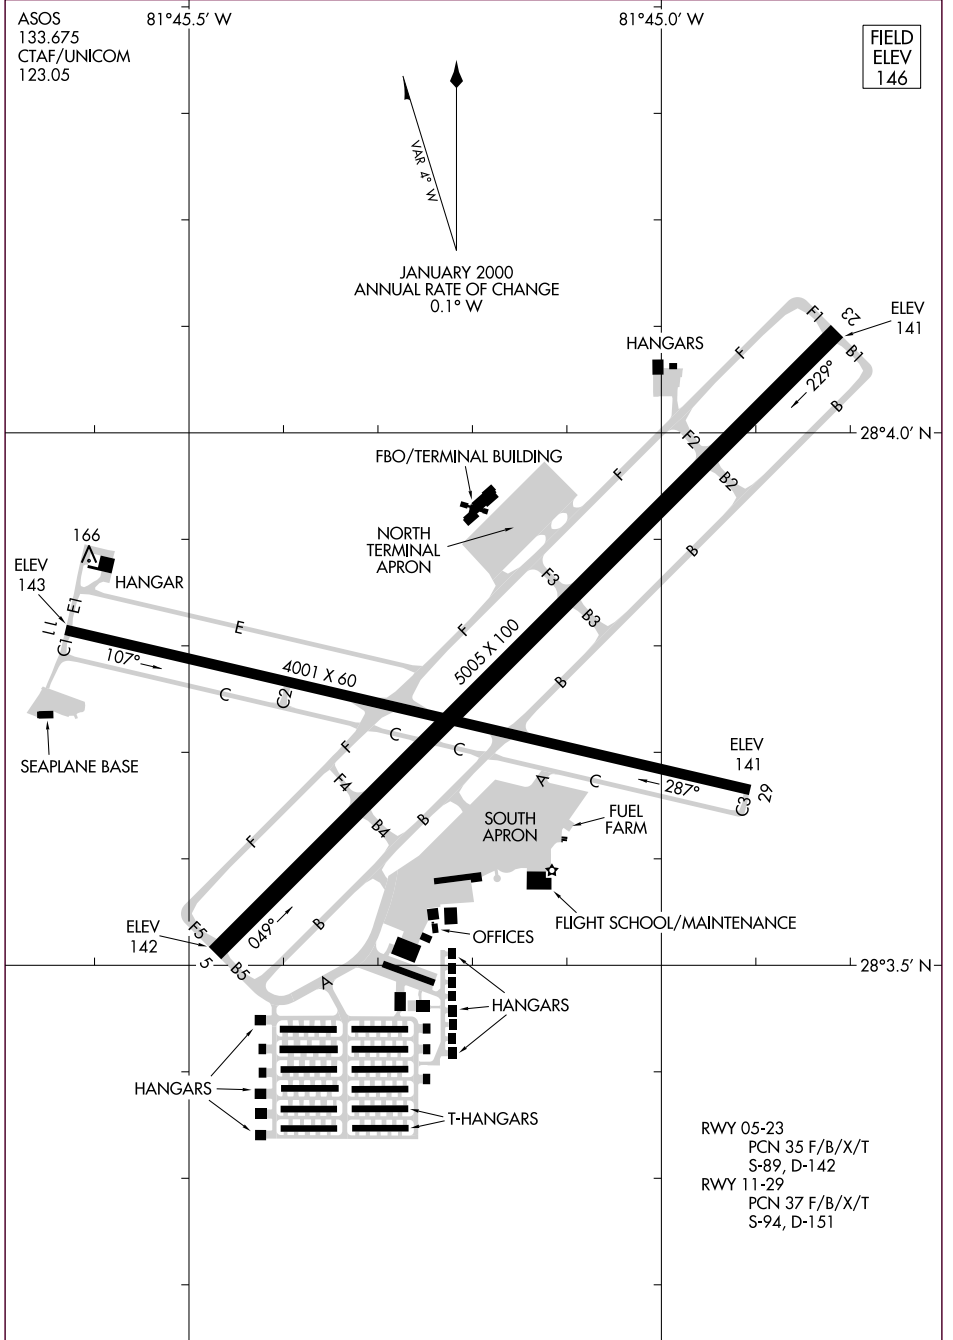 ASOS
133.675
CTAF/UNICOM
123.05
81°45.5' W
81°45.0' W
FIELD
ELEV
146
VAR 4° W
JANUARY 2000
ANNUAL RATE OF CHANGE
0.1° W
F1
23
ELEV
141
HANGARS
F
B1
229°
B
28°4.0' N
F2
FBO/TERMINAL BUILDING
F
B2
NORTH
TERMINAL
APRON
166
B
ELEV
143
HANGAR
F3
E1
B3
11
E
F
C1
107°
5005 X 100
4001 X 60
B
C
C2
C
F
C
SEAPLANE BASE
ELEV
141
A
C
287°
29
F4
C3
SOUTH
APRON
FUEL
FARM
B
B4
F
FLIGHT SCHOOL/MAINTENANCE
ELEV
142
F5
049°
B
OFFICES
5
B5
28°3.5' N
A
HANGARS
HANGARS
T-HANGARS
RWY 05-23
PCN 35 F/B/X/T
S-89, D-142
RWY 11-29
PCN 37 F/B/X/T
S-94, D-151